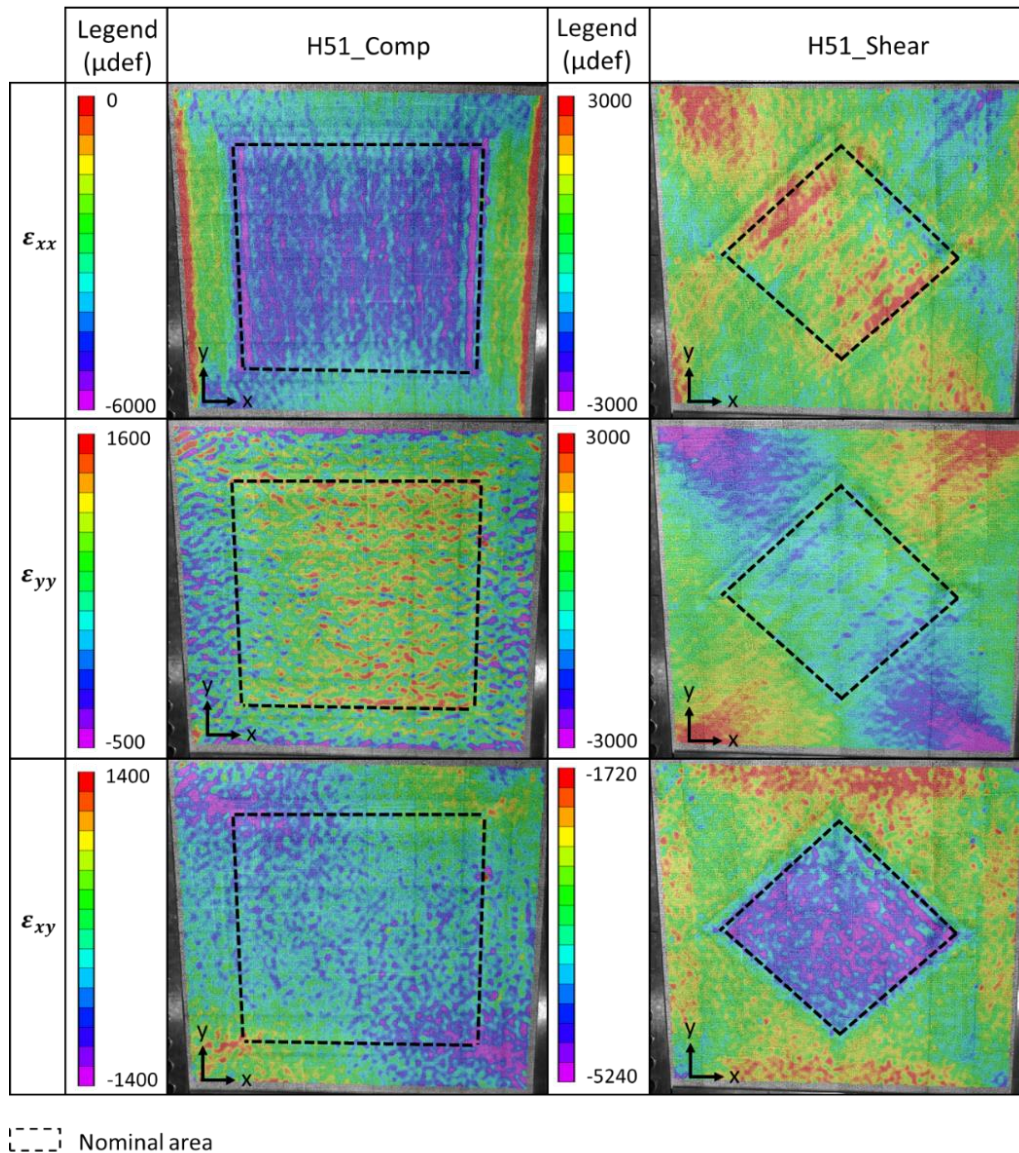 Legend
(µdef)
H51_Comp
Legend
(µdef)
H51_Shear
εxx
0
-6000
y
x
3000
-3000
y
x
εyy
1600
-500
y
x
3000
-3000
y
x
εxy
1400
-1400
y
x
-1720
-5240
y
x
Nominal area